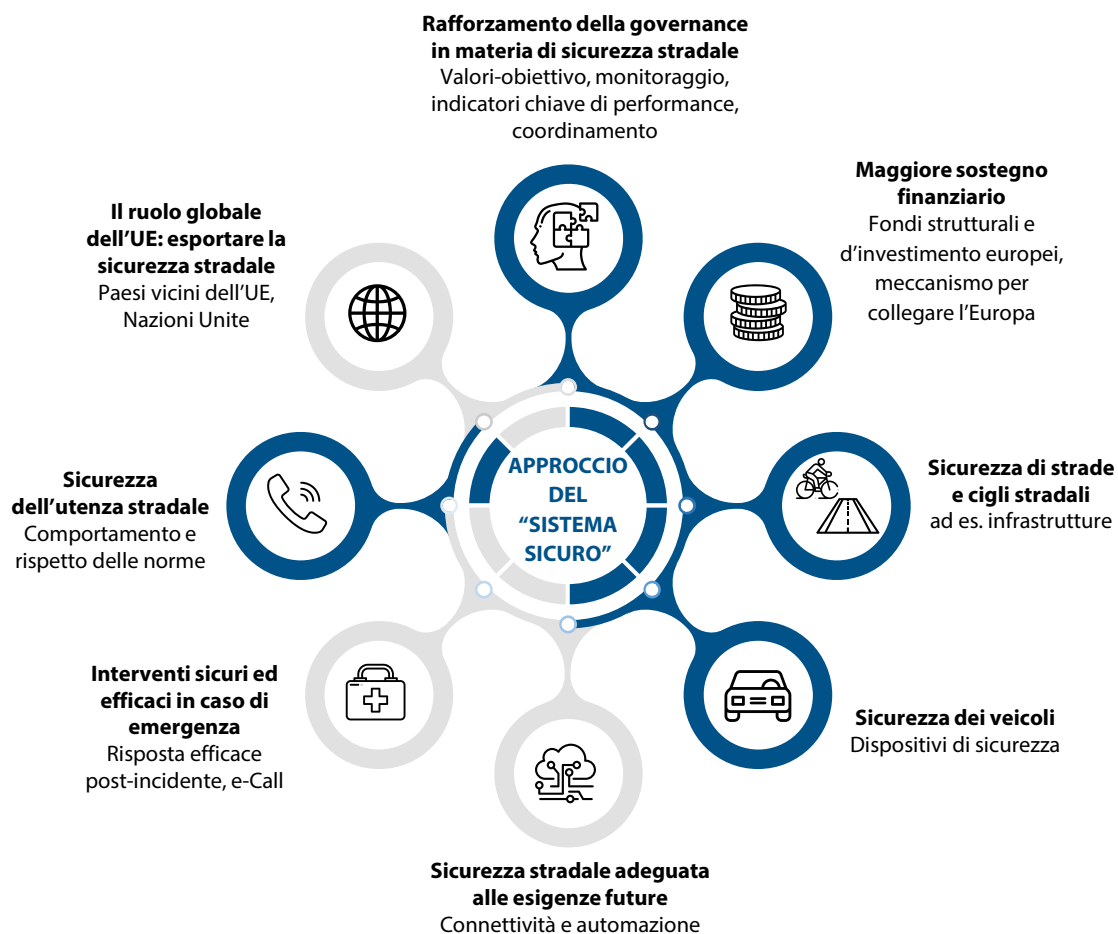 Rafforzamento della governance
in materia di sicurezza stradale
Valori-obiettivo, monitoraggio,
indicatori chiave di performance,
coordinamento
Maggiore sostegno
finanziario
Fondi strutturali e
d’investimento europei,
meccanismo per
collegare l’Europa
Sicurezza di strade
e cigli stradali
ad es. infrastrutture
Sicurezza dei veicoli
Dispositivi di sicurezza
Sicurezza stradale adeguata
alle esigenze future
Connettività e automazione
Interventi sicuri ed
efficaci in caso di
emergenza
Risposta efficace
post-incidente, e-Call
Sicurezza
dell’utenza stradale
Comportamento e
rispetto delle norme
Il ruolo globale
dell’UE: esportare la
sicurezza stradale
Paesi vicini dell’UE,
Nazioni Unite
APPROCCIO
DEL
“SISTEMA
SICURO”